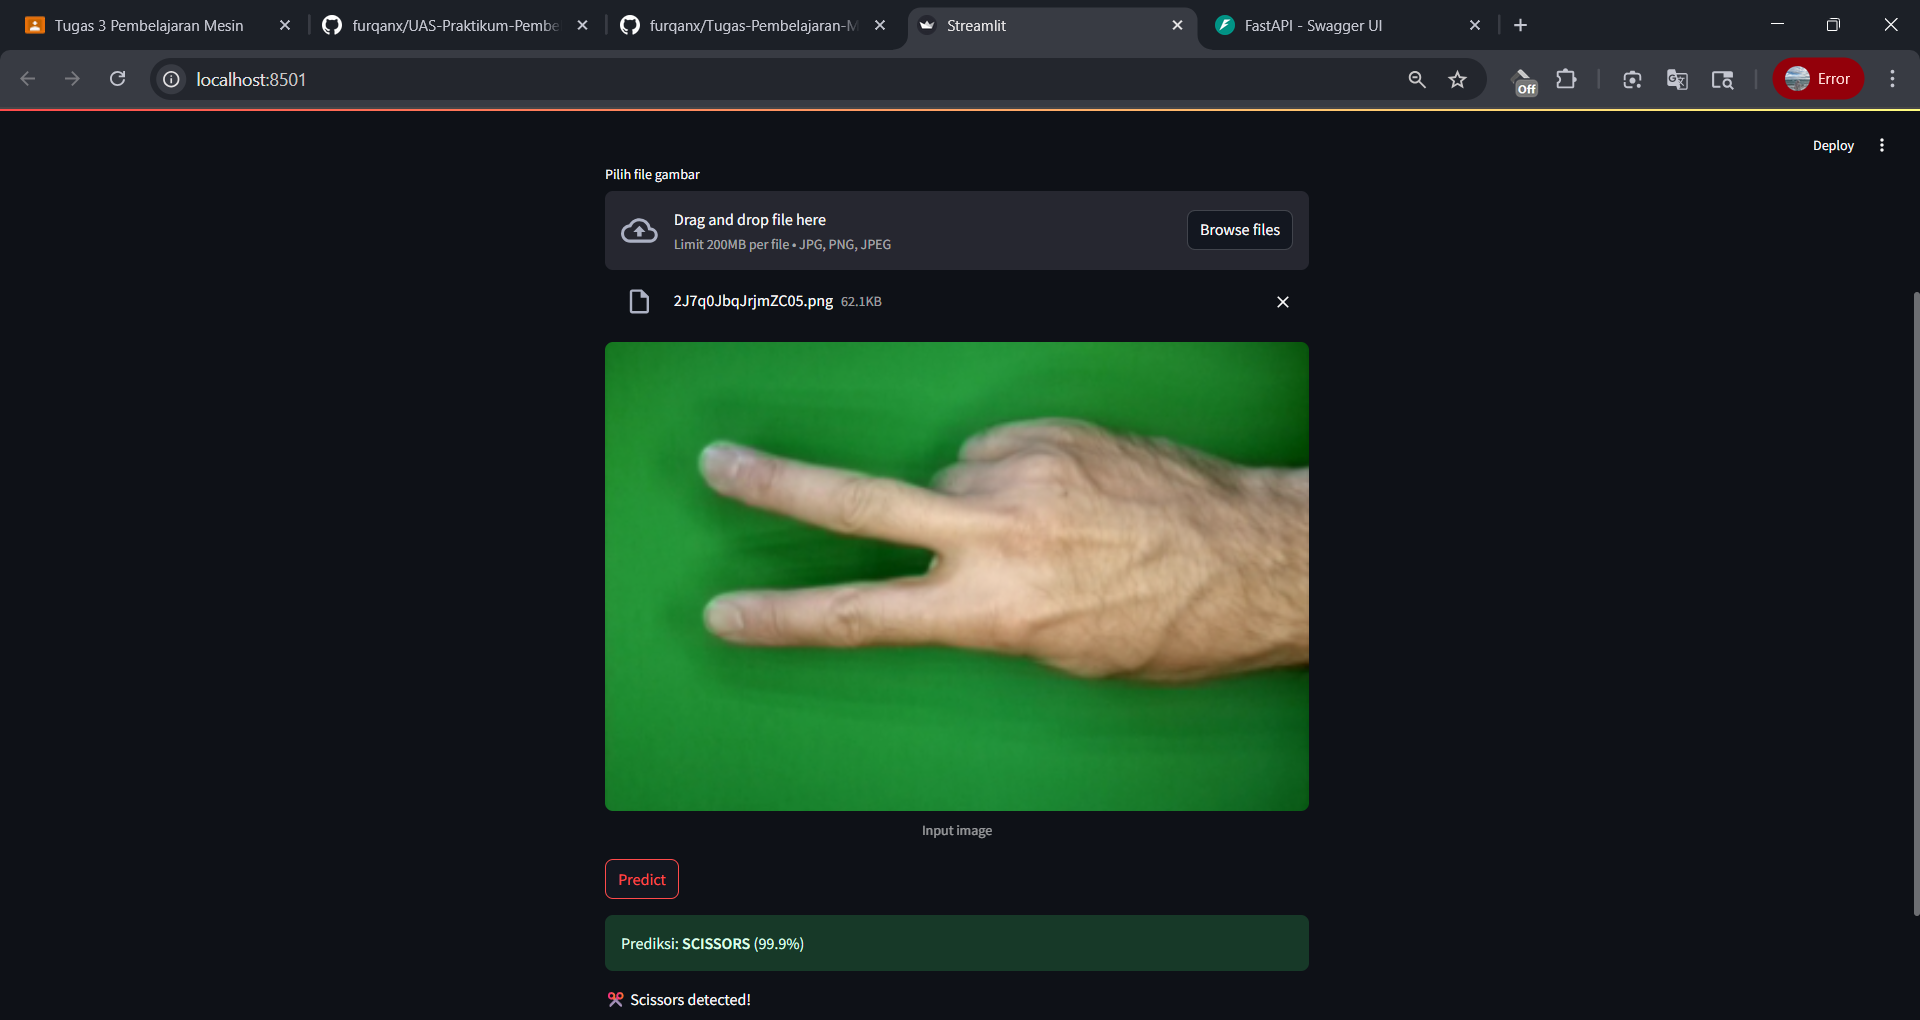 Tugas 3 Pembelajaran Mesin
furqanx/UAS-Praktikum-Pembe
furqanx/Tugas-Pembelajaran-M
Streamlit
FastAPI - Swagger UI
localhost:8501
Off
Error
Deploy
Pilih file gambar
Drag and drop file here
Limit 200MB per file • JPG, PNG, JPEG
Browse files
2J7q0JbqJrjmZC05.png 62.1KB
Input image
Predict
Prediksi: SCISSORS (99.9%)
Scissors detected!